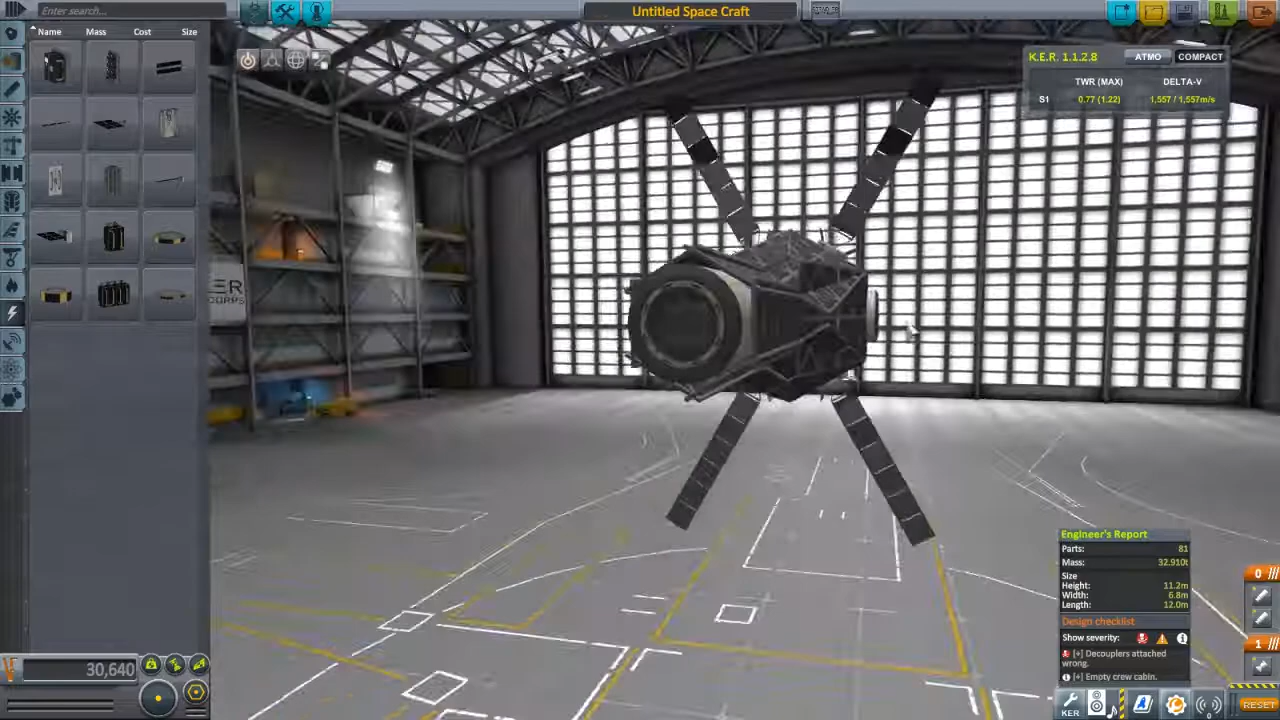 Enter search...
Untitled Space Craft
Name Mass Cost Size
K.E.R. 1.1.2.8 ATMO COMPACT
TWR (MAX) DELTA-V
S1 0.77 (1.22) 1,557 / 1,557m/s
ER
CORPS
Engineer's Report
Parts: 81
Mass: 32.910t
Size
Height: 11.2m
Width: 6.8m
Length: 12.0m
Design checklist
Show severity:
[+] Decouplers attached
wrong.
[+] Empty crew cabin.
0
1
30,640
KER
0
RESET